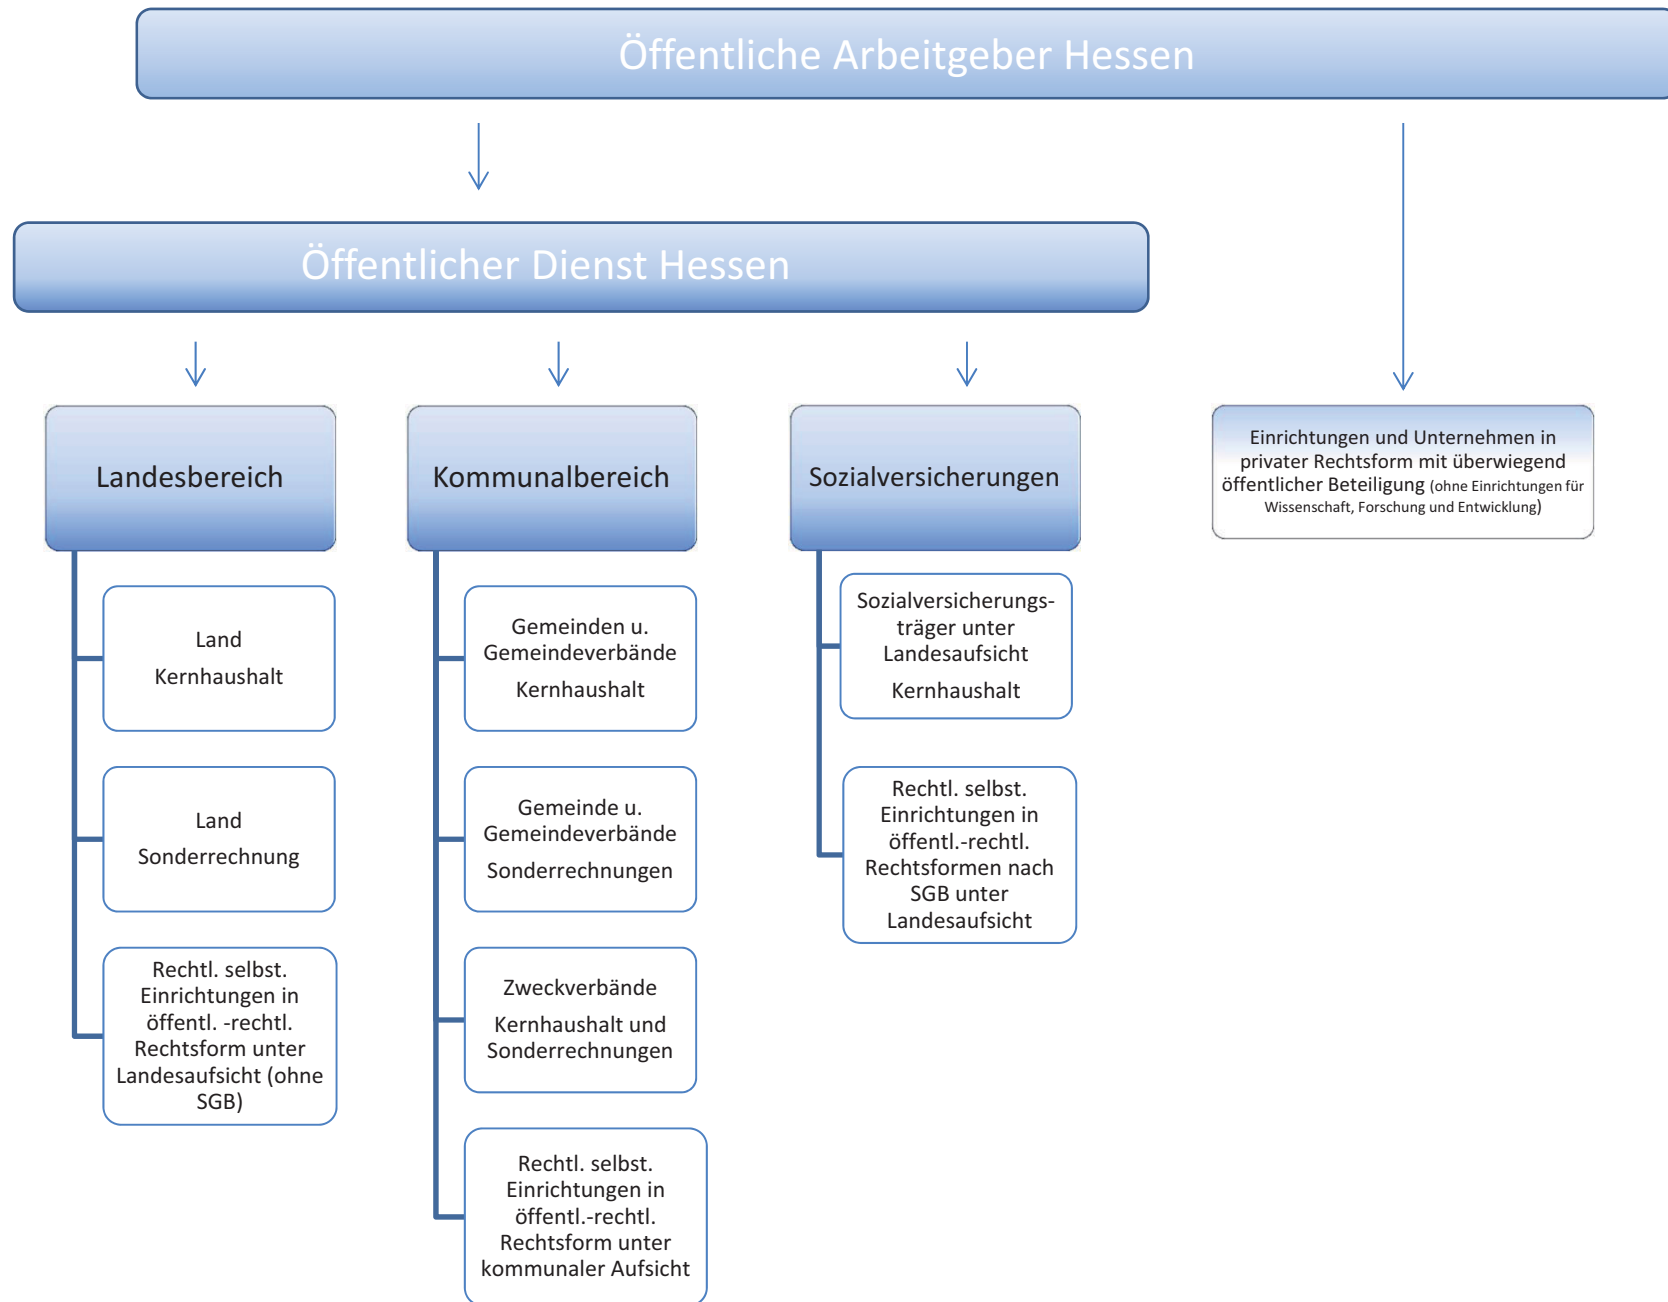 Öffentliche Arbeitgeber Hessen
Öffentlicher Dienst Hessen
Landesbereich
Land
Kernhaushalt
Land
Sonderrechnung
Rechtl. selbst.
Einrichtungen in
öffentl. -rechtl.
Rechtsform unter
Landesaufsicht (ohne
SGB)
Kommunalbereich
Gemeinden u.
Gemeindeverbände
Kernhaushalt
Gemeinde u.
Gemeindeverbände
Sonderrechnungen
Zweckverbände
Kernhaushalt und
Sonderrechnungen
Rechtl. selbst.
Einrichtungen in
öffentl.-rechtl.
Rechtsform unter
kommunaler Aufsicht
Sozialversicherungen
Sozialversicherungs-
träger unter
Landesaufsicht
Kernhaushalt
Rechtl. selbst.
Einrichtungen in
öffentl.-rechtl.
Rechtsformen nach
SGB unter
Landesaufsicht
Einrichtungen und Unternehmen in
privater Rechtsform mit überwiegend
öffentlicher Beteiligung (ohne Einrichtungen für
Wissenschaft, Forschung und Entwicklung)